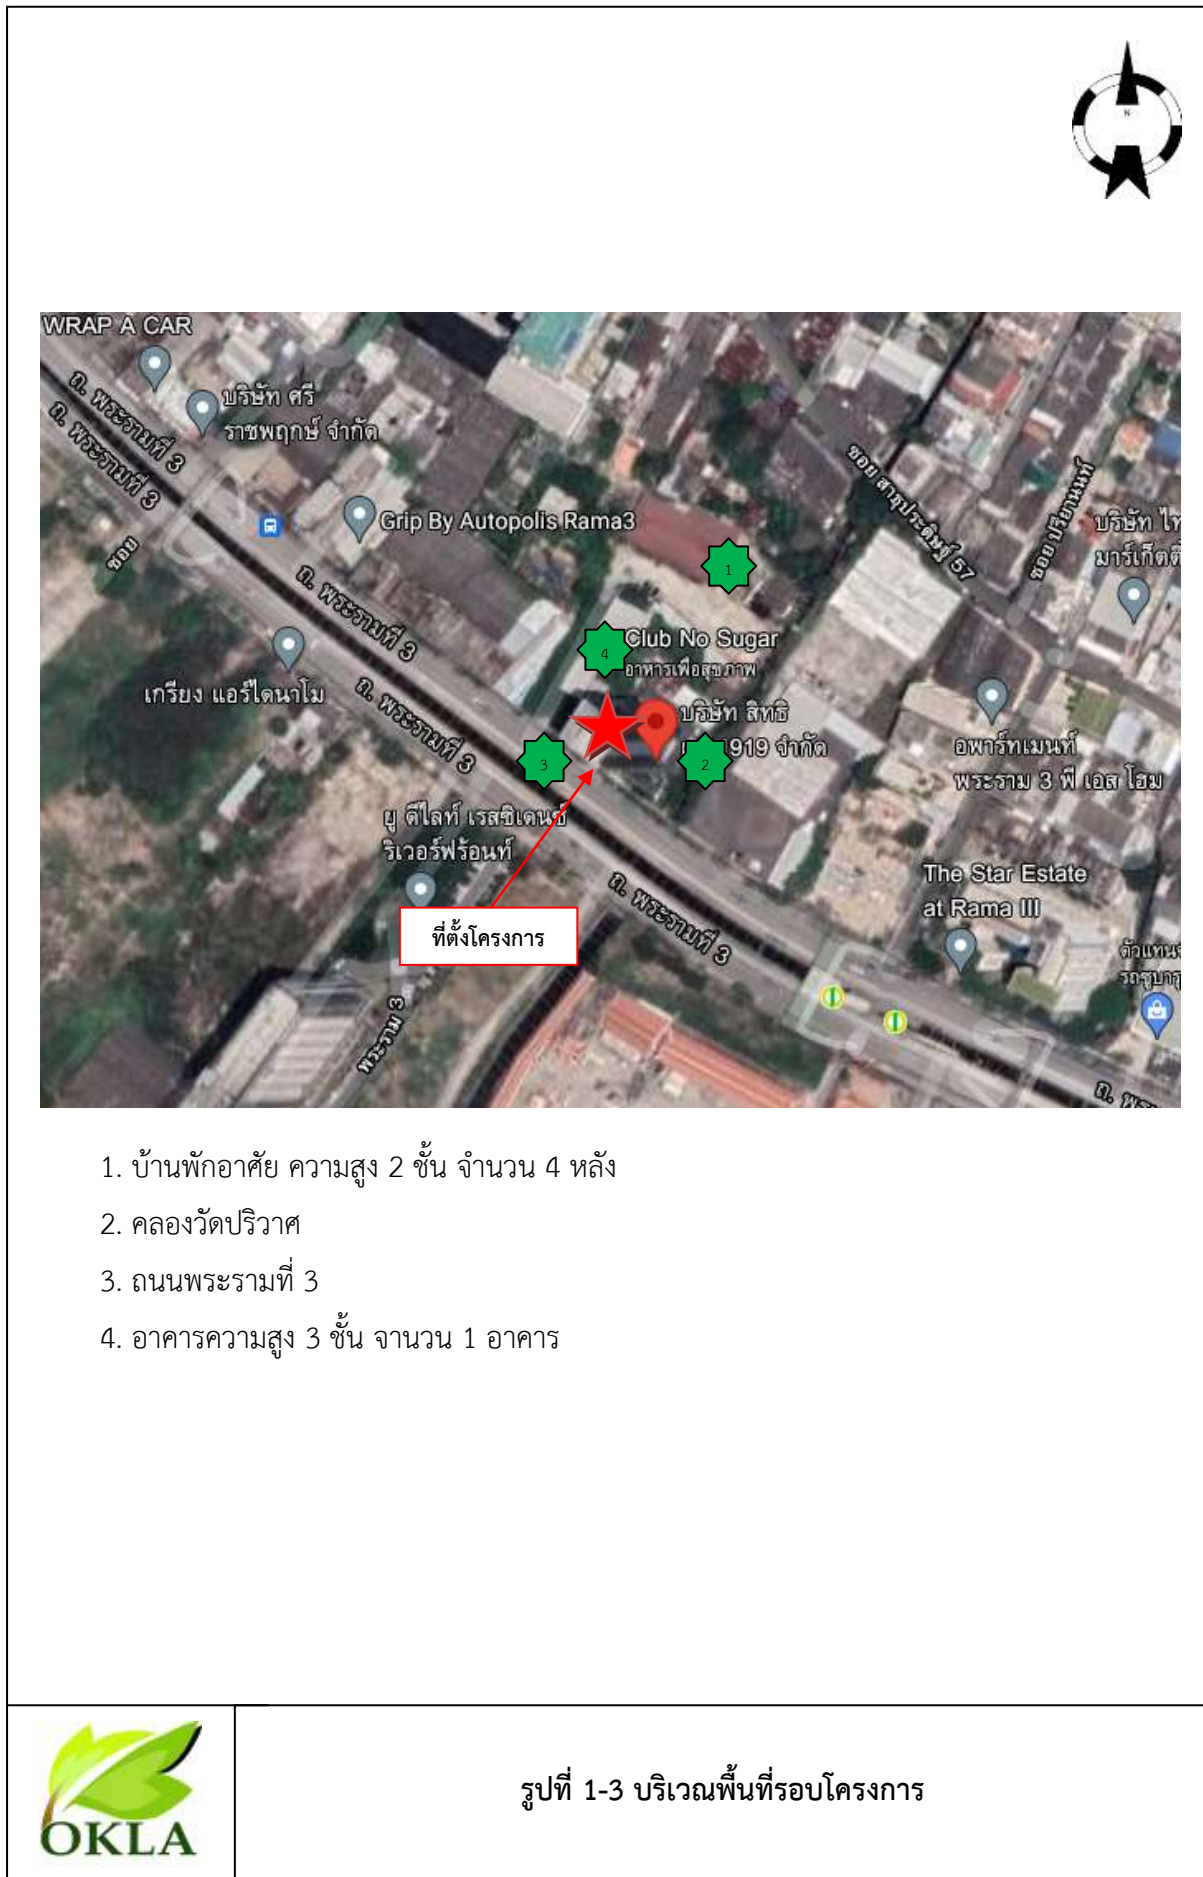 N
WRAP A CAR
บริษัท ศรี
ราชพฤกษ์ จำกัด
ถ. พระรามที่ 3
ถ. พระรามที่ 3
ซอย
Grip By Autopolis Rama3
ซอย สาธุประดิษฐ์ 57
ซอย ปริยานนท์
บริษัท ไท
มาร์เก็ตติ
1
ถ. พระรามที่ 3
4
Club No Sugar
อาหารเพื่อสุขภาพ
เกรียง แอร์ไดนาโม
ถ. พระรามที่ 3
บริษัท สิทธิ
919 จำกัด
3
2
อพาร์ทเมนท์
พระราม 3 พี เอส โฮม
ยู ดีไลท์ เรสซิเดนซ์
ริเวอร์ฟร้อนท์
The Star Estate
at Rama III
ถ. พระรามที่ 3
ที่ตั้งโครงการ
ตัวแทน
รถซูบารุ
พระราม 3
ถ. พระ
1. บ้านพักอาศัย ความสูง 2 ชั้น จำนวน 4 หลัง
2. คลองวัดปริวาศ
3. ถนนพระรามที่ 3
4. อาคารความสูง 3 ชั้น จานวน 1 อาคาร
OKLA
รูปที่ 1-3 บริเวณพื้นที่รอบโครงการ